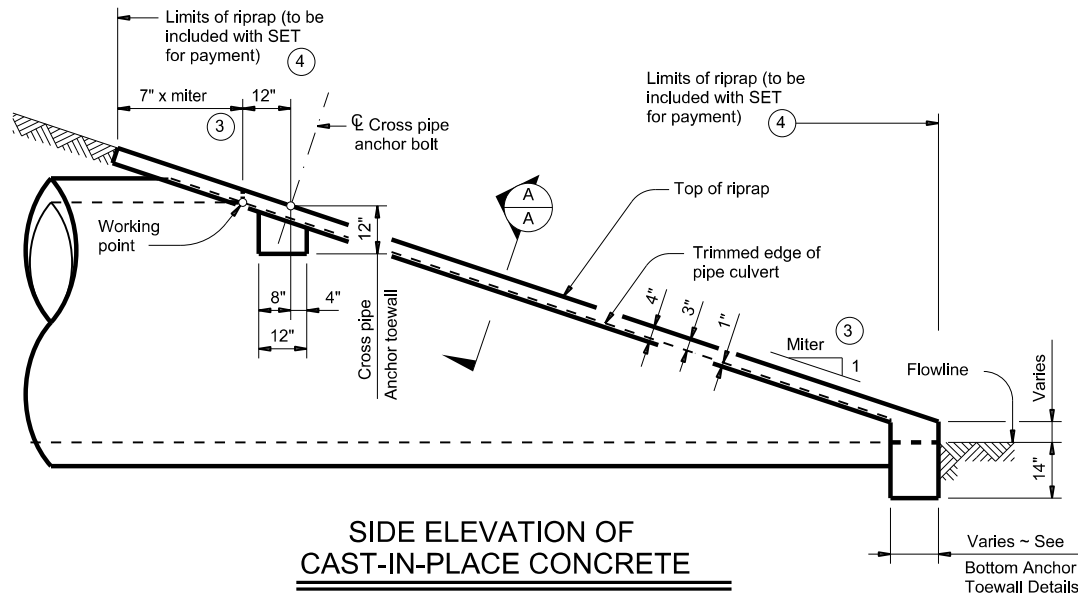 Limits of riprap (to be
included with SET
for payment)
4
7" x miter
12"
3
℄ Cross pipe
anchor bolt
Limits of riprap (to be
included with SET
for payment)
4
A
A
Top of riprap
Working
point
12"
Trimmed edge of
pipe culvert
8"
4"
12"
Cross pipe
Anchor toewall
4"
3"
1"
Miter
3
1
Flowline
Varies
14"
SIDE ELEVATION OF
CAST-IN-PLACE CONCRETE
Varies ~ See
Bottom Anchor
Toewall Details